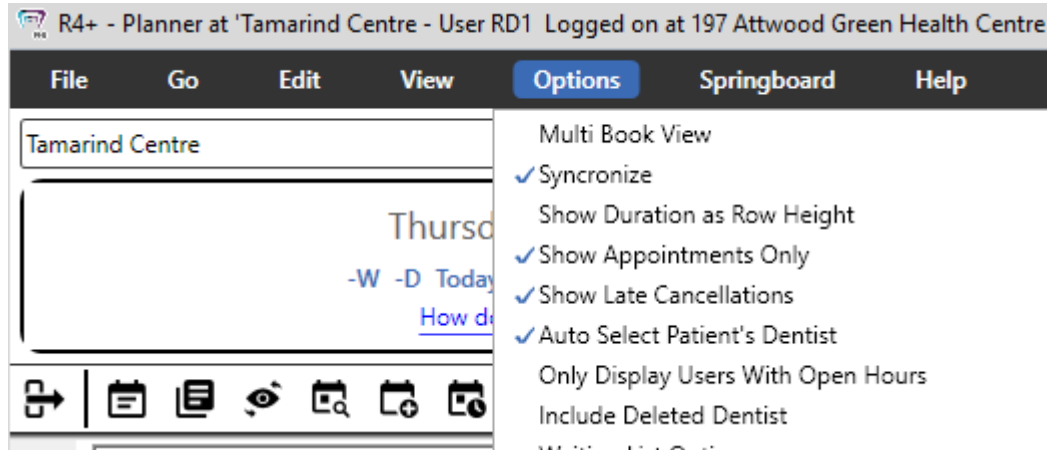 R4+ - Planner at 'Tamarind Centre - User RD1 Logged on at 197 Attwood Green Health Centre
File Go Edit View Options Springboard Help
Tamarind Centre
Multi Book View
Syncronize
Show Duration as Row Height
Show Appointments Only
Show Late Cancellations
Auto Select Patient's Dentist
Only Display Users With Open Hours
Include Deleted Dentist
Thursd
-W -D Today
How d